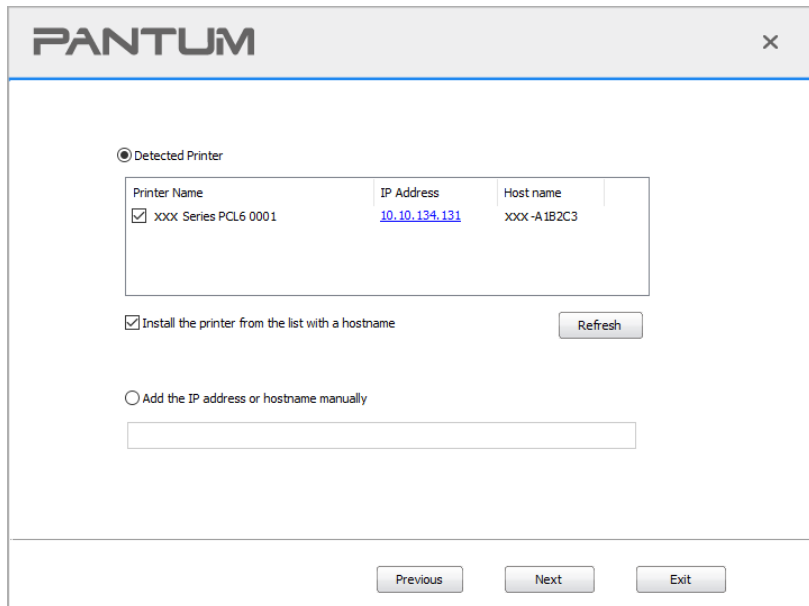 PANTUM
Detected Printer
Printer Name IP Address Host name
XXX Series PCL6 0001 10.10.134.131 XXX-A1B2C3
Install the printer from the list with a hostname Refresh
Add the IP address or hostname manually
Previous Next Exit